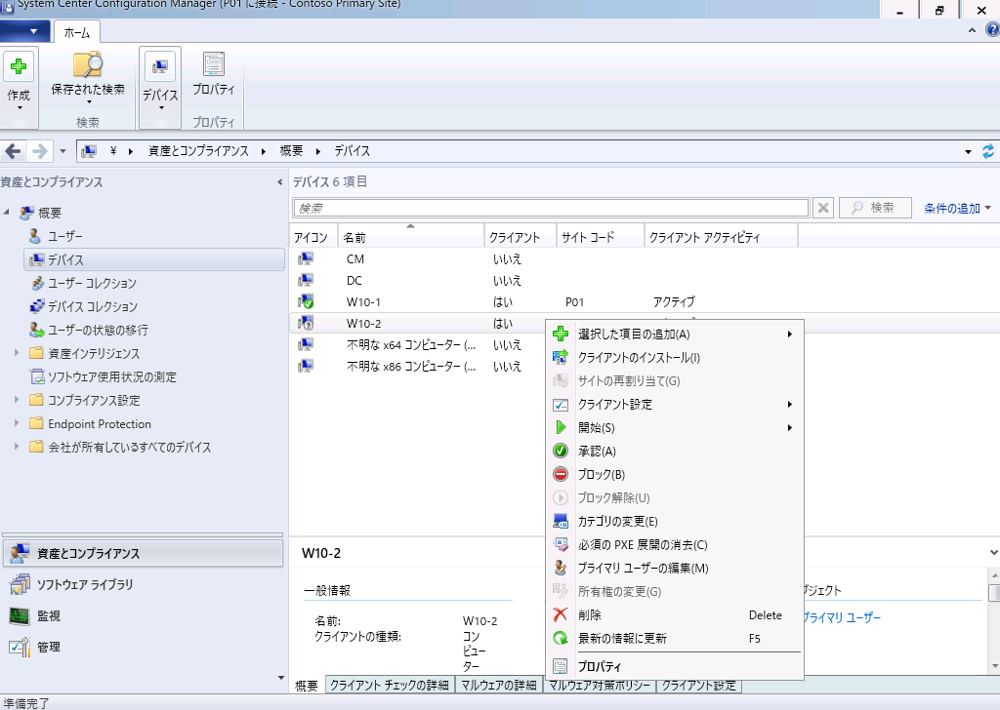 System Center Configuration Manager (P01 に接続 - Contoso Primary Site)
ホーム
作成
保存された検索
デバイス
プロパティ
検索
プロパティ
¥ 資産とコンプライアンス 概要 デバイス
資産とコンプライアンス
概要
ユーザー
デバイス
ユーザー コレクション
デバイス コレクション
ユーザーの状態の移行
資産インテリジェンス
ソフトウェア使用状況の測定
コンプライアンス設定
Endpoint Protection
会社が所有しているすべてのデバイス
資産とコンプライアンス
ソフトウェア ライブラリ
監視
管理
デバイス 6 項目
検索
検索
条件の追加
アイコン 名前 クライアント サイト コード クライアント アクティビティ
CM いいえ
DC いいえ
W10-1 はい P01 アクティブ
W10-2 はい
不明な x64 コンピューター (... いいえ
不明な x86 コンピューター (... いいえ
選択した項目の追加(A)
クライアントのインストール(I)
サイトの再割り当て(G)
クライアント設定
開始(S)
承認(A)
ブロック(B)
ブロック解除(U)
カテゴリの変更(E)
必須の PXE 展開の消去(C)
プライマリ ユーザーの編集(M)
所有権の変更(G)
削除 Delete
最新の情報に更新 F5
プロパティ
W10-2
一般情報
名前: W10-2
クライアントの種類: コン
ピュー
ター
ブジェクト
プライマリ ユーザー
概要 クライアント チェックの詳細 マルウェアの詳細 マルウェア対策ポリシー クライアント設定
準備完了